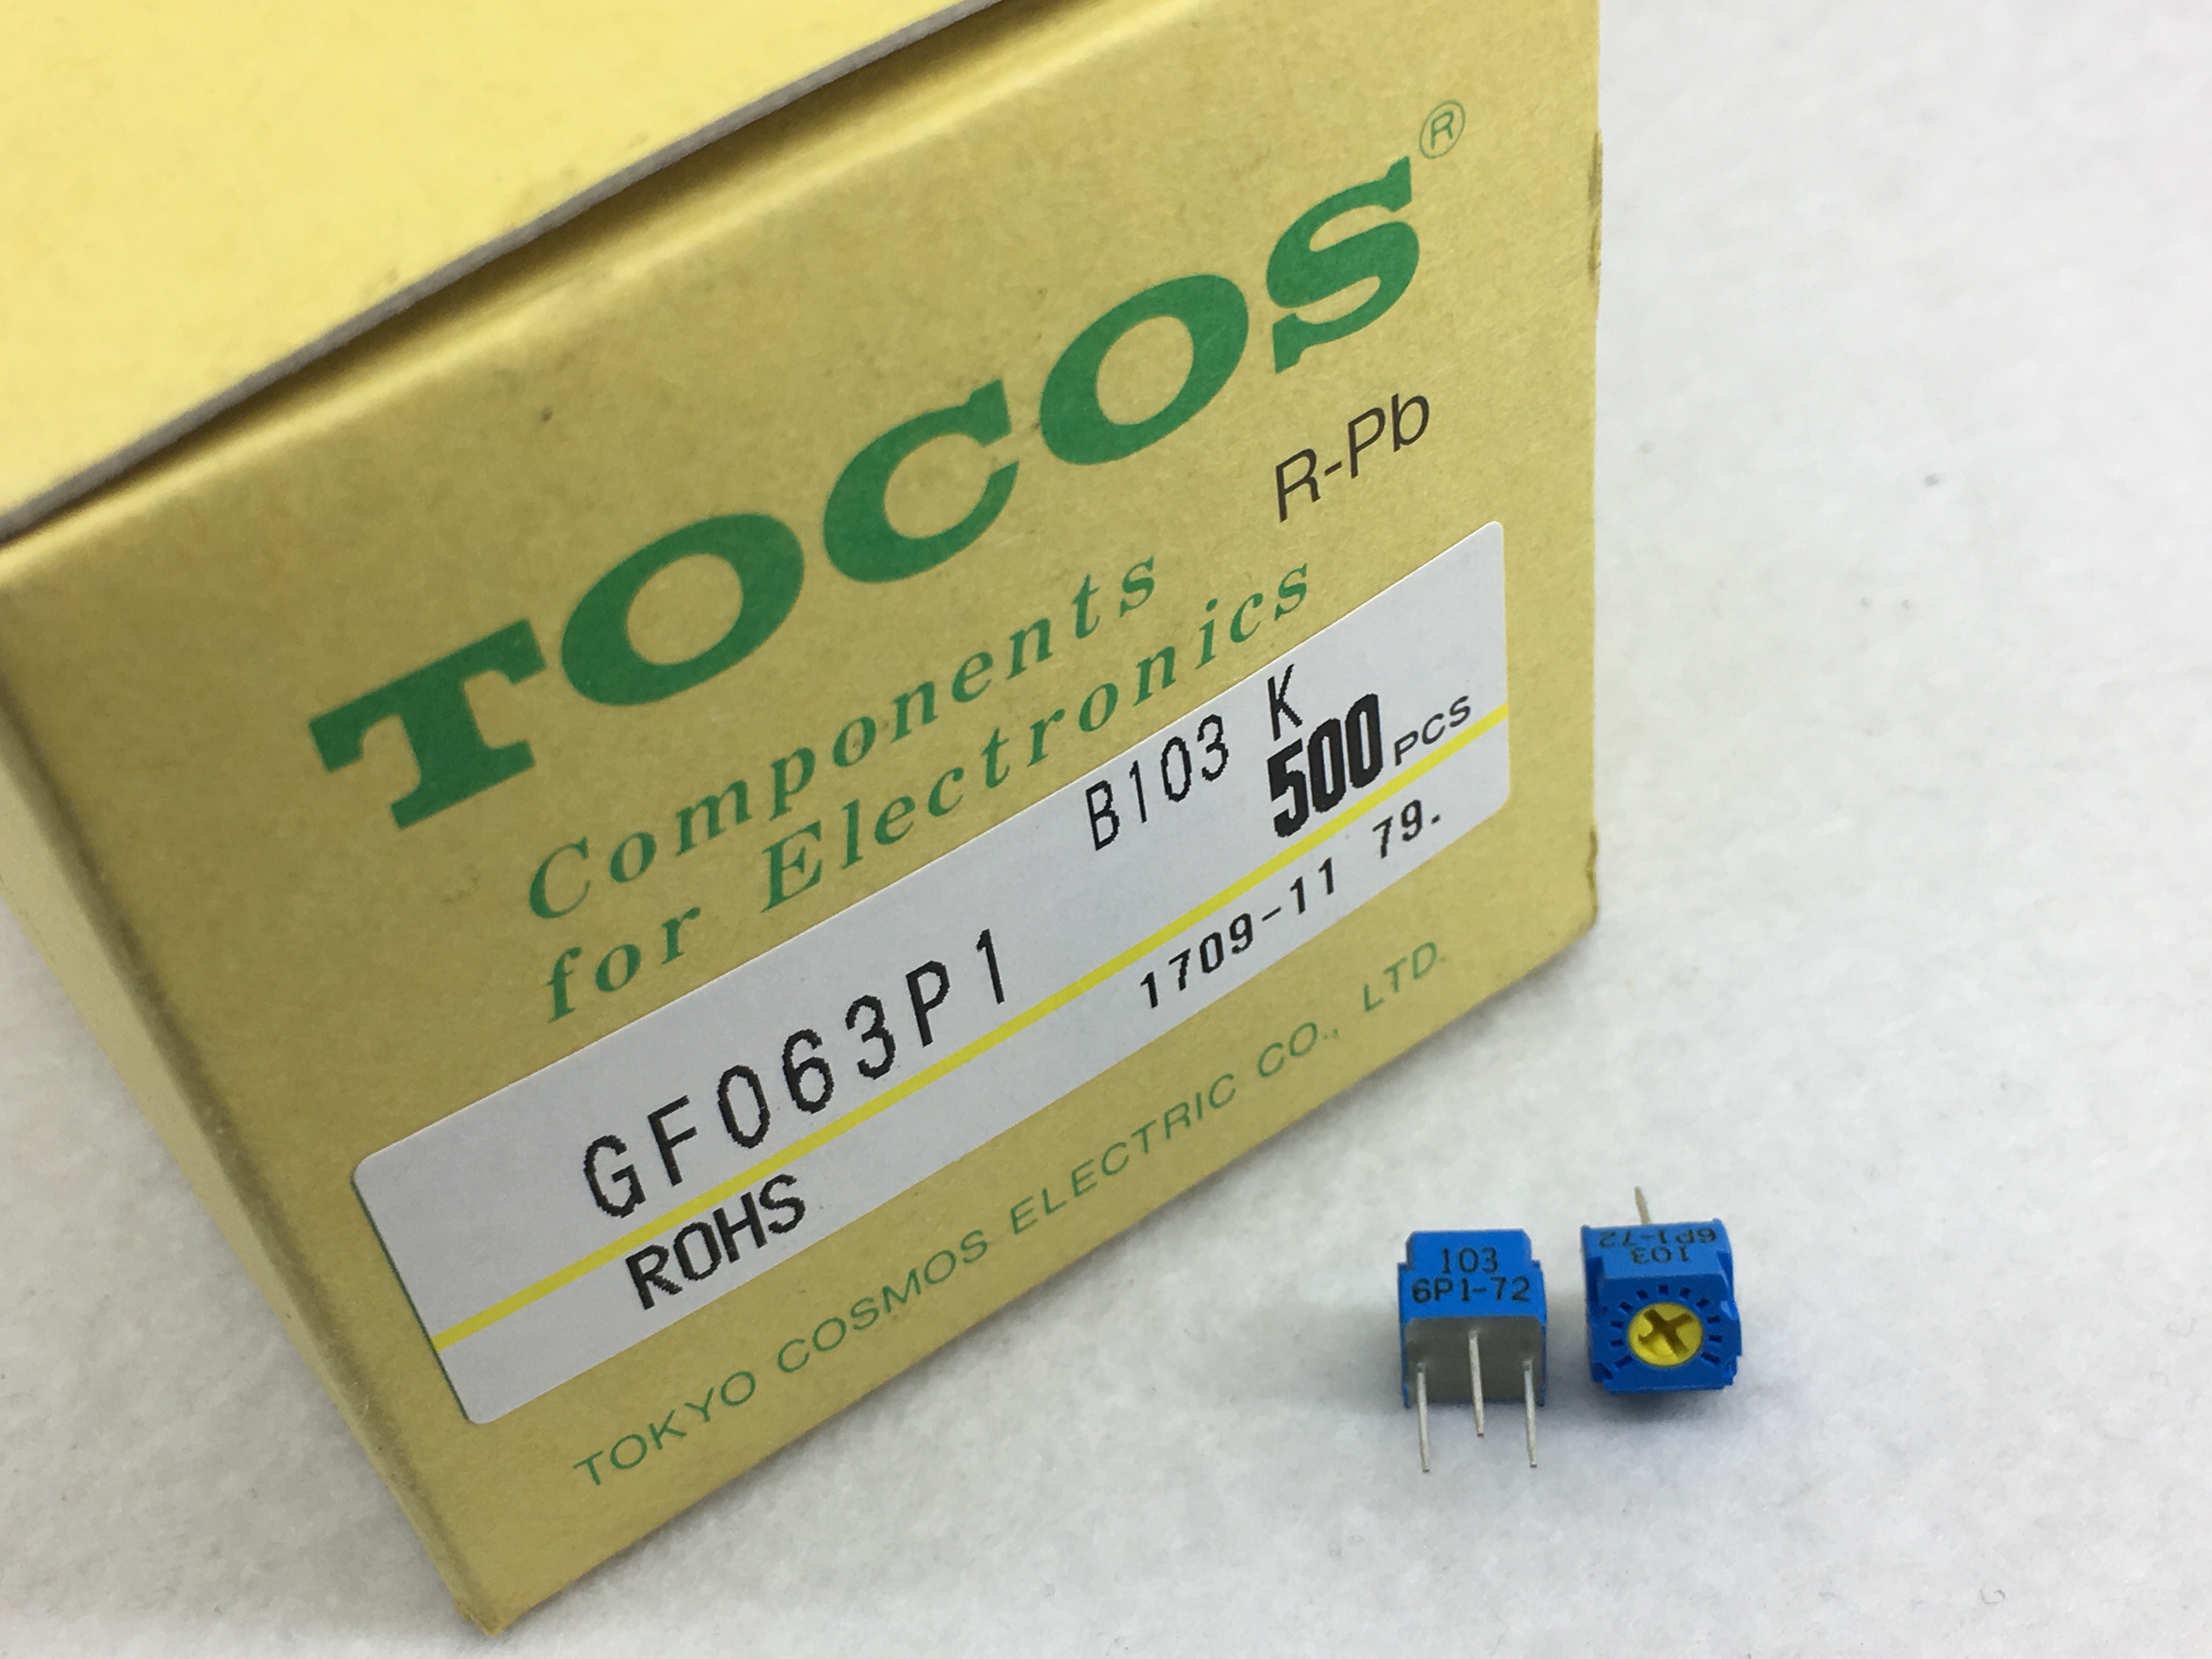 TOCOS®
R-Pb
Components
for Electronics
GF063P1 B103 K
500 PCS
ROHS 1709-11 79.
TOKYO COSMOS ELECTRIC CO., LTD.
103
6P1-72
103
6P1-72